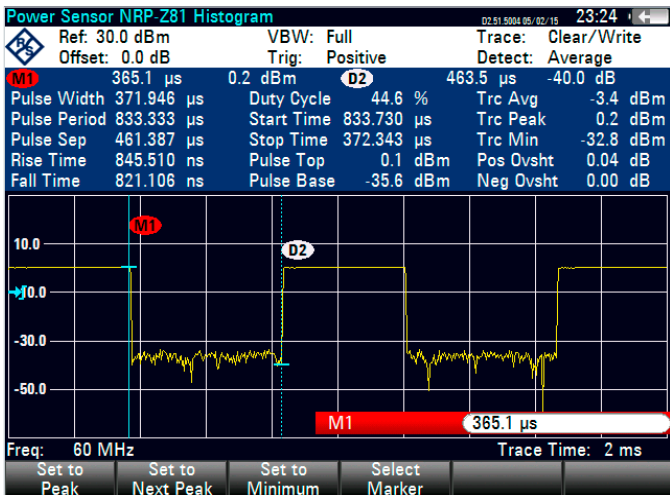 Power Sensor NRP-Z81 Histogram D2.51.5004 05/02/15 23:24
R&S Ref: 30.0 dBm VBW: Full Trace: Clear/Write
Offset: 0.0 dB Trig: Positive Detect: Average
M1 365.1 µs 0.2 dBm D2 463.5 µs -40.0 dB
Pulse Width 371.946 µs Duty Cycle 44.6 % Trc Avg -3.4 dBm
Pulse Period 833.333 µs Start Time 833.730 µs Trc Peak 0.2 dBm
Pulse Sep 461.387 µs Stop Time 372.343 µs Trc Min -32.8 dBm
Rise Time 845.510 ns Pulse Top 0.1 dBm Pos Ovsht 0.04 dB
Fall Time 821.106 ns Pulse Base -35.6 dBm Neg Ovsht 0.00 dB
M1
10.0
D2
0.0
-30.0
-50.0
M1 365.1 µs
Freq: 60 MHz Trace Time: 2 ms
Set to Peak
Set to Next Peak
Set to Minimum
Select Marker